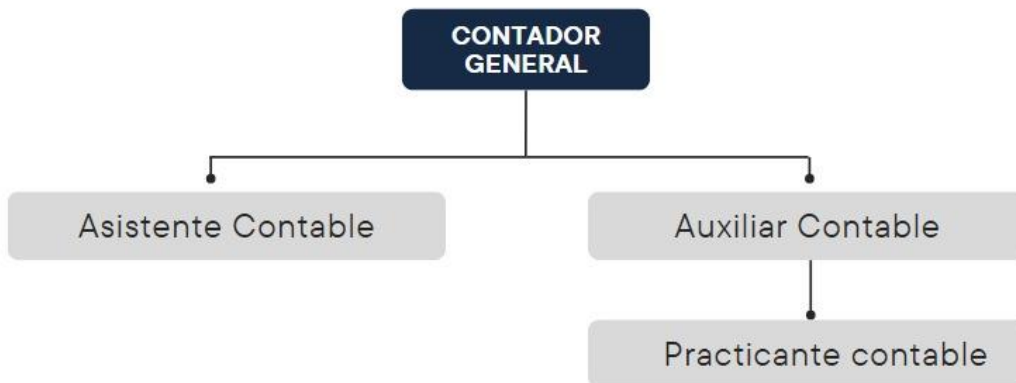 CONTADOR
GENERAL
Asistente Contable
Auxiliar Contable
Practicante contable